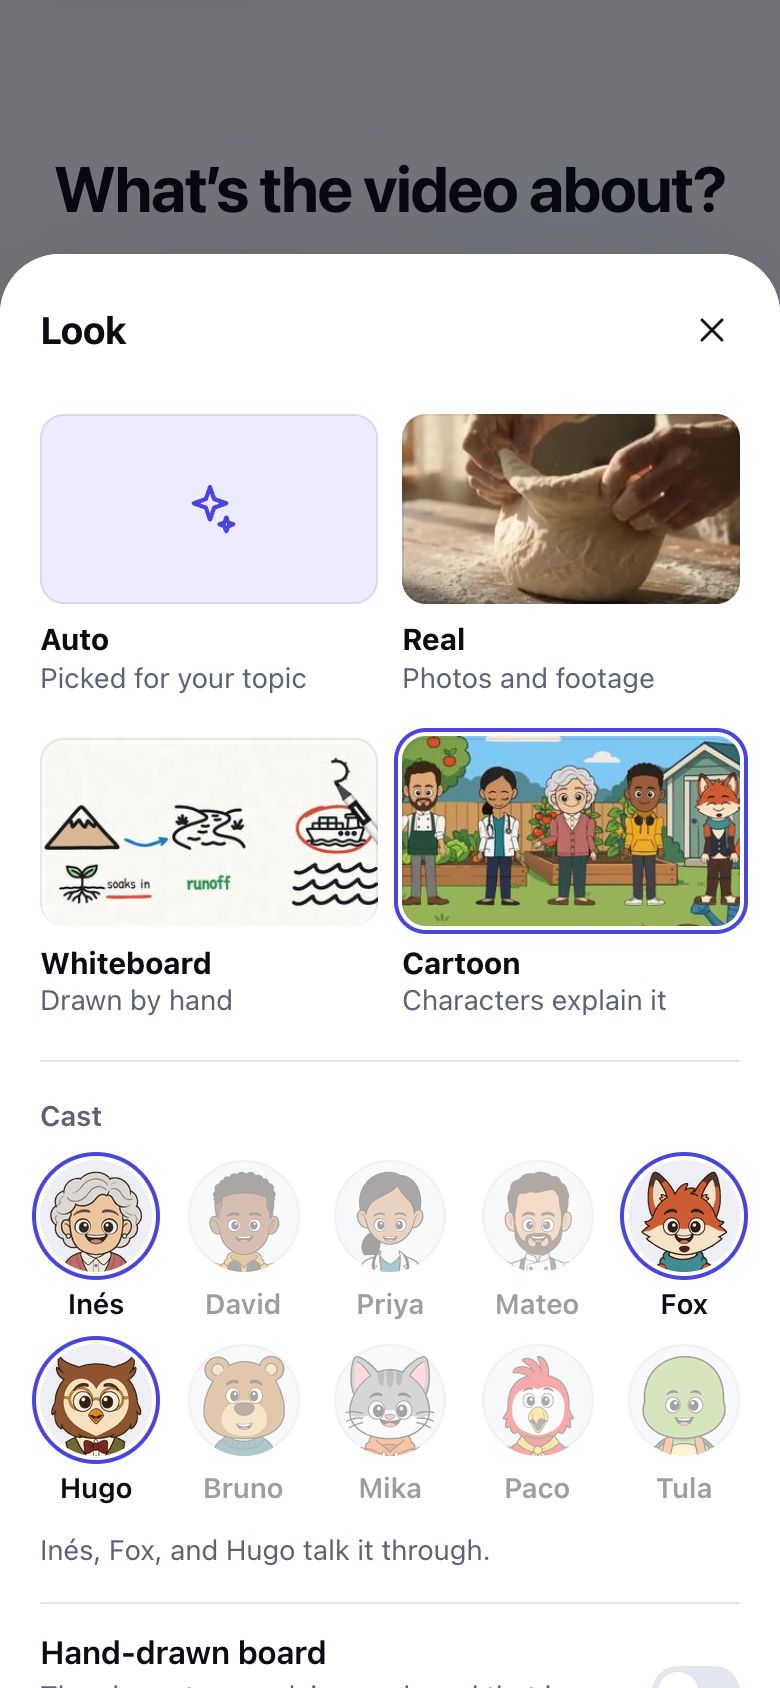 What's the video about?
Look
Auto
Picked for your topic
Real
Photos and footage
soaks in
runoff
Whiteboard
Drawn by hand
Cartoon
Characters explain it
Cast
Inés
David
Priya
Mateo
Fox
Hugo
Bruno
Mika
Paco
Tula
Inés, Fox, and Hugo talk it through.
Hand-drawn board